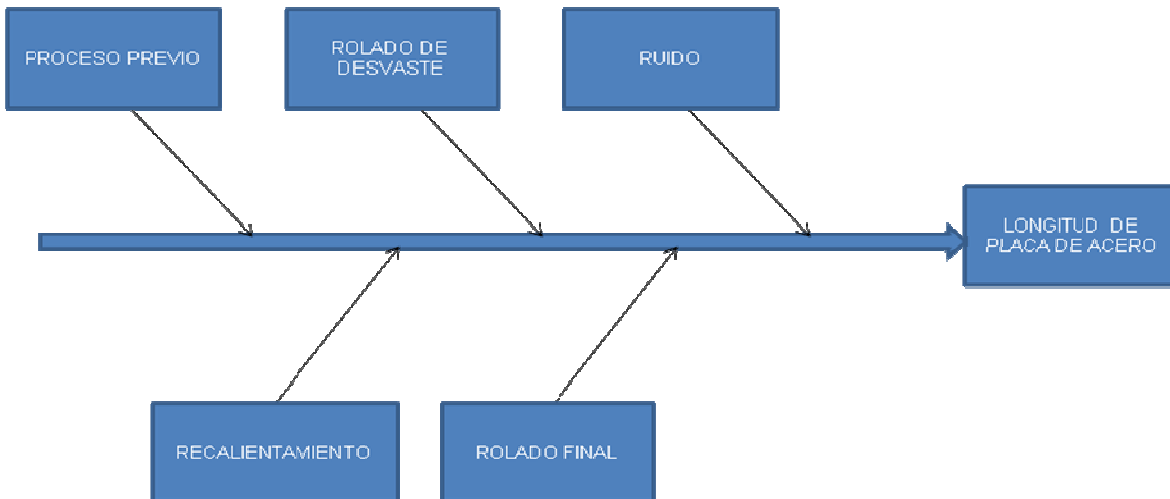 PROCESO PREVIO
ROLADO DE
DESVASTE
RUIDO
LONGITUD DE
PLACA DE ACERO
RECALIENTAMIENTO
ROLADO FINAL